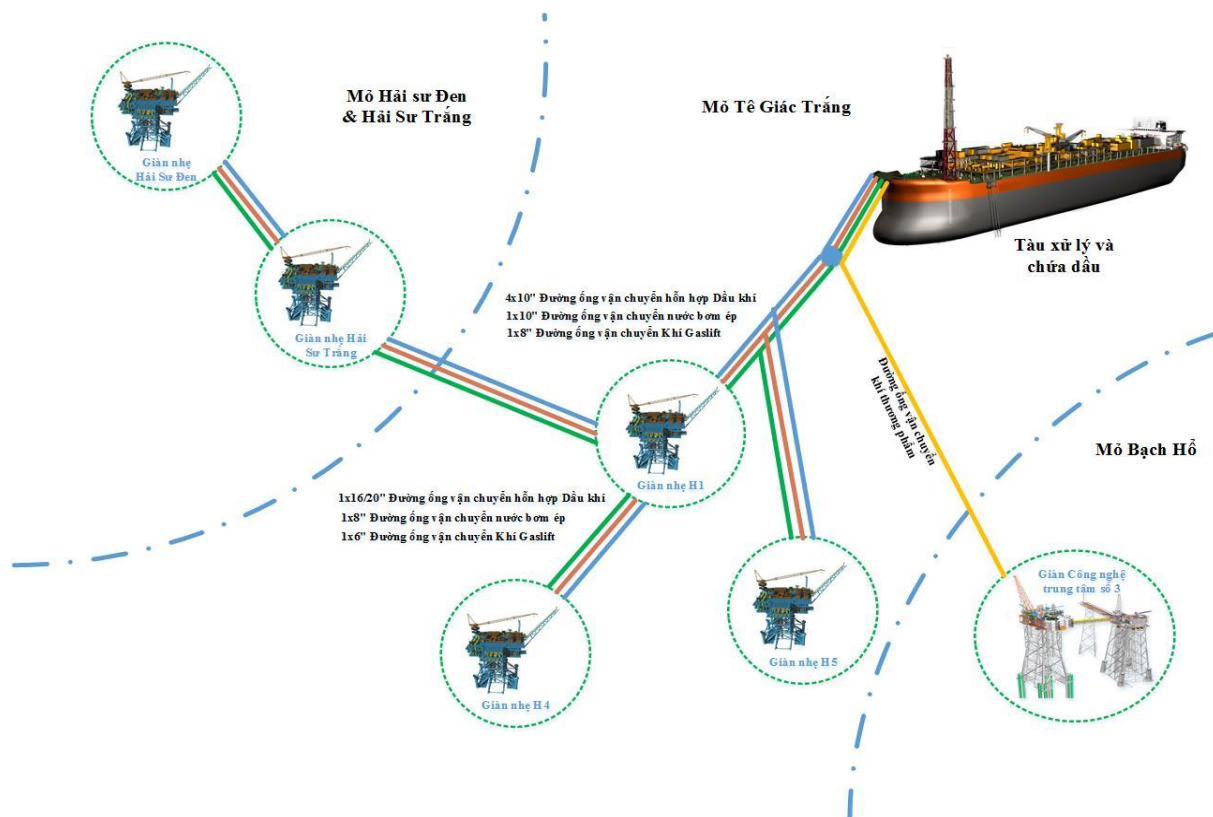 Mỏ Hải sư Đen
& Hải Sư Trắng
Mỏ Tê Giác Trắng
Giàn nhẹ
Hải Sư Đen
Tàu xử lý và
chứa dầu
Giàn nhẹ Hải
Sư Trắng
4x10" Đường ống vận chuyển hỗn hợp Dầu khí
1x10" Đường ống vận chuyển nước bơm ép
1x8" Đường ống vận chuyển Khí Gaslift
Đường ống vận chuyển
khí thương phẩm
Mỏ Bạch Hổ
Giàn nhẹ H1
1x16/20" Đường ống vận chuyển hỗn hợp Dầu khí
1x8" Đường ống vận chuyển nước bơm ép
1x6" Đường ống vận chuyển Khí Gaslift
Giàn Công nghệ
trung tâm số 3
Giàn nhẹ H5
Giàn nhẹ H4